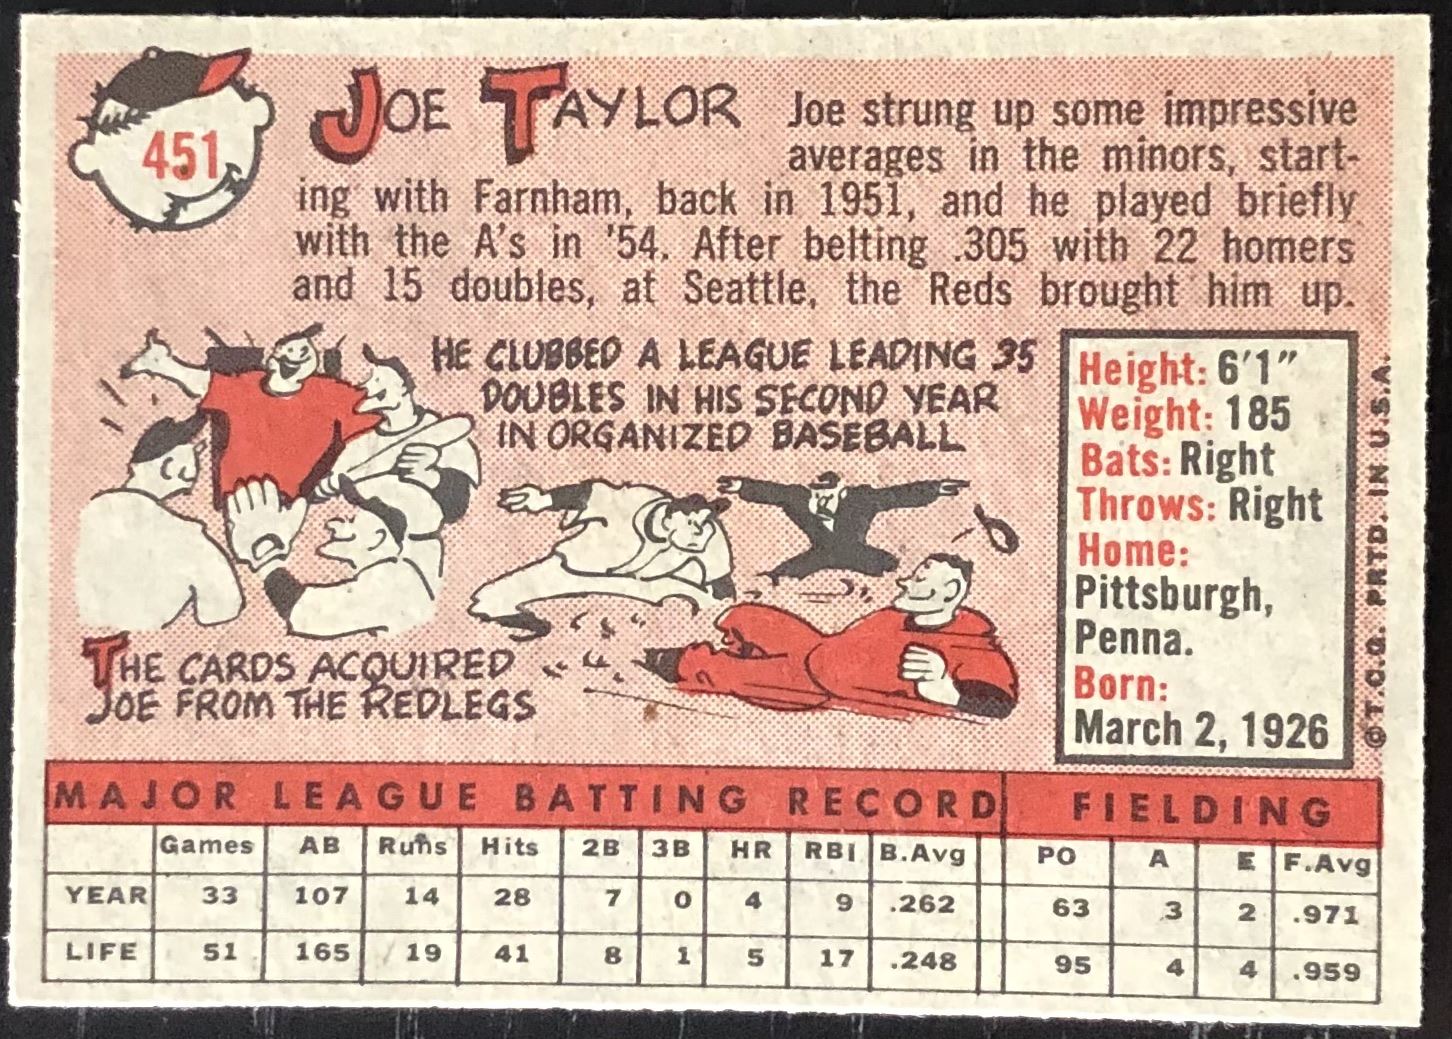 451
JOE TAYLOR
Joe strung up some impressive
averages in the minors, start-
ing with Farnham, back in 1951, and he played briefly
with the A's in '54. After belting .305 with 22 homers
and 15 doubles, at Seattle, the Reds brought him up.
HE CLUBBED A LEAGUE LEADING 35
DOUBLES IN HIS SECOND YEAR
IN ORGANIZED BASEBALL
THE CARDS ACQUIRED
JOE FROM THE REDLEGS
Height: 6'1"
Weight: 185
Bats: Right
Throws: Right
Home:
Pittsburgh,
Penna.
Born:
March 2, 1926
© T.C.G. PRTD. IN U.S.A.
MAJOR LEAGUE BATTING RECORD FIELDING
Games AB Runs Hits 2B 3B HR RBI B.Avg PO A E F.Avg
YEAR 33 107 14 28 7 0 4 9 .262 63 3 2 .971
LIFE 51 165 19 41 8 1 5 17 .248 95 4 4 .959